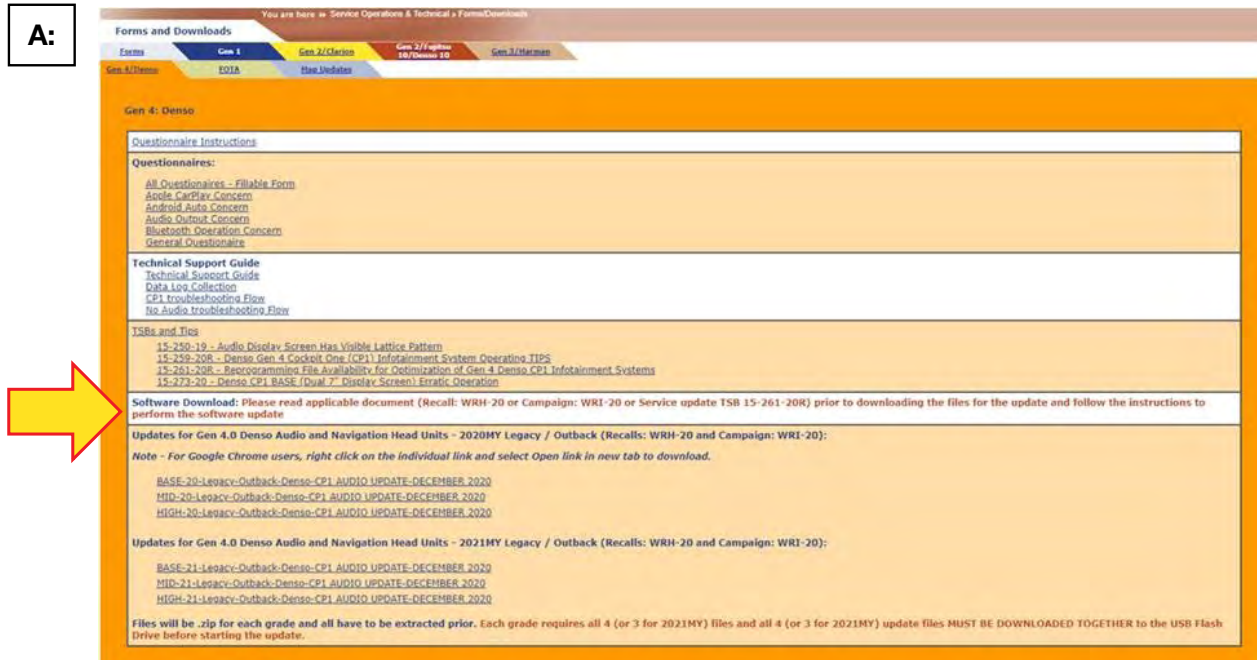 A:
You are here » Service Operations & Technical » Forms/Downloads
Forms and Downloads
Forms
Gen 1
Gen 2/Clarion
Gen 2/Fujitsu
10/Denso 10
Gen 3/Harman
Gen 4/Denso
FOTA
Map Updates
Gen 4: Denso
Questionnaire Instructions
Questionnaires:
All Questionaires - Fillable Form
Apple CarPlay Concern
Android Auto Concern
Audio Output Concern
Bluetooth Operation Concern
General Questionaire
Technical Support Guide
Technical Support Guide
Data Log Collection
CP1 troubleshooting Flow
No Audio troubleshooting Flow
TSBs and Tips
15-250-19 - Audio Display Screen Has Visible Lattice Pattern
15-259-20R - Denso Gen 4 Cockpit One (CP1) Infotainment System Operating TIPS
15-261-20R - Reprogramming File Availability for Optimization of Gen 4 Denso CP1 Infotainment Systems
15-273-20 - Denso CP1 BASE (Dual 7" Display Screen) Erratic Operation
Software Download: Please read applicable document (Recall: WRH-20 or Campaign: WRI-20 or Service update TSB 15-261-20R) prior to downloading the files for the update and follow the instructions to
perform the software update
Updates for Gen 4.0 Denso Audio and Navigation Head Units - 2020MY Legacy / Outback (Recalls: WRH-20 and Campaign: WRI-20):
Note - For Google Chrome users, right click on the individual link and select Open link in new tab to download.
BASE-20-Legacy-Outback-Denso-CP1 AUDIO UPDATE-DECEMBER 2020
MID-20-Legacy-Outback-Denso-CP1 AUDIO UPDATE-DECEMBER 2020
HIGH-20-Legacy-Outback-Denso-CP1 AUDIO UPDATE-DECEMBER 2020
Updates for Gen 4.0 Denso Audio and Navigation Head Units - 2021MY Legacy / Outback (Recalls: WRH-20 and Campaign: WRI-20):
BASE-21-Legacy-Outback-Denso-CP1 AUDIO UPDATE-DECEMBER 2020
MID-21-Legacy-Outback-Denso-CP1 AUDIO UPDATE-DECEMBER 2020
HIGH-21-Legacy-Outback-Denso-CP1 AUDIO UPDATE-DECEMBER 2020
Files will be .zip for each grade and all have to be extracted prior. Each grade requires all 4 (or 3 for 2021MY) files and all 4 (or 3 for 2021MY) update files MUST BE DOWNLOADED TOGETHER to the USB Flash
Drive before starting the update.